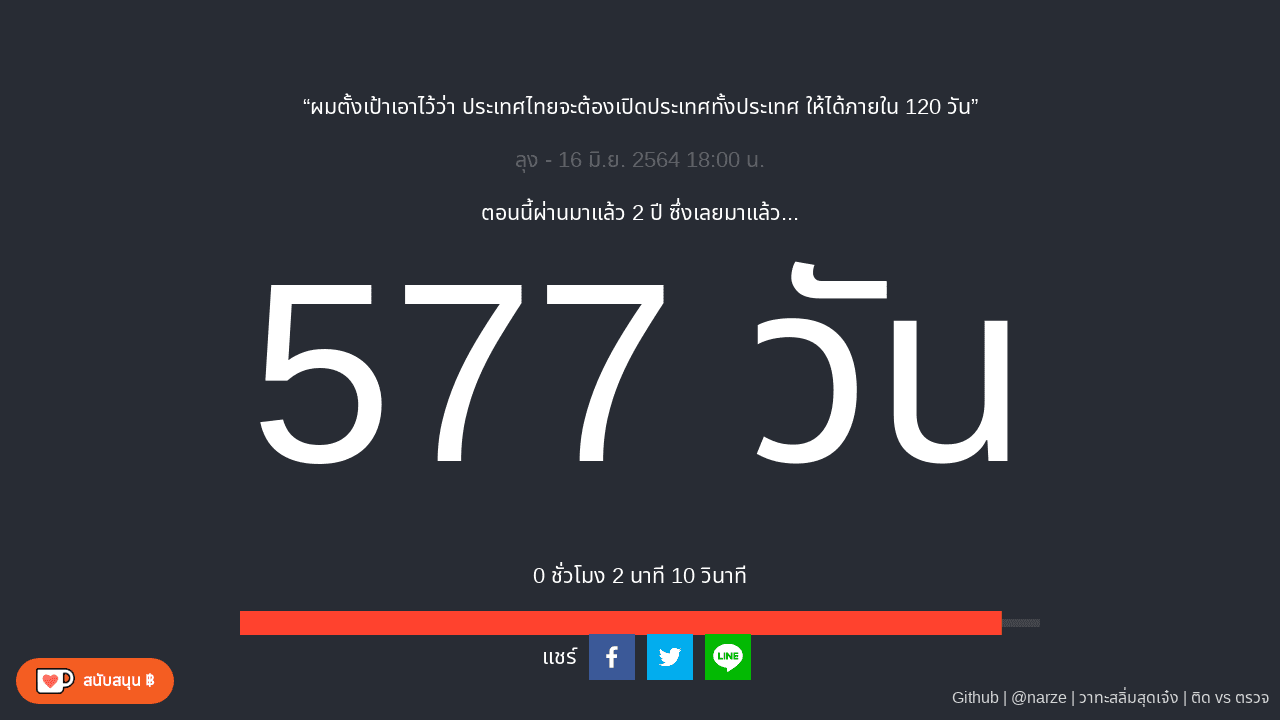 “ผมตั้งเป้าเอาไว้ว่า ประเทศไทยจะต้องเปิดประเทศทั้งประเทศ ให้ได้ภายใน 120 วัน”
ลุง - 16 มิ.ย. 2564 18:00 น.
ตอนนี้ผ่านมาแล้ว 2 ปี ซึ่งเลยมาแล้ว...
577 วัน
0 ชั่วโมง 2 นาที 10 วินาที
แชร์ LINE
สนับสนุน ฿
Github | @narze | วาทะสลิ่มสุดเจ๋ง | ติด vs ตรวจ